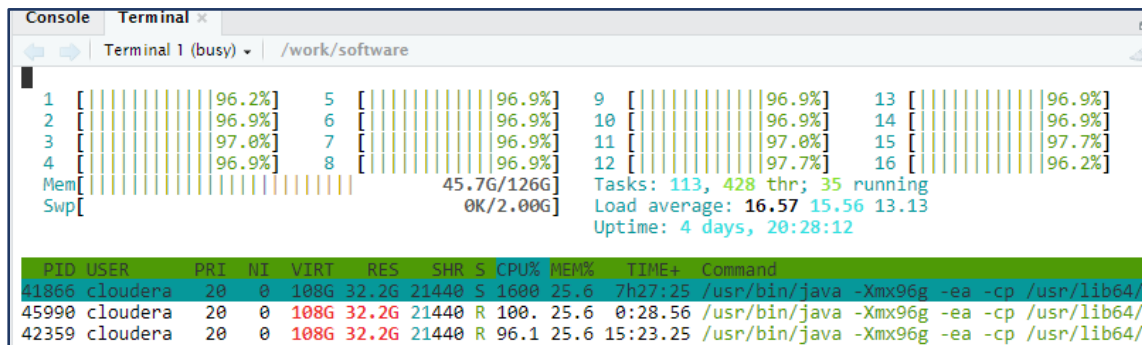 Console Terminal ×
Terminal 1 (busy) /work/software
1 [||||||||||||96.2%] 5 [||||||||||||96.9%] 9 [||||||||||||96.9%] 13 [||||||||||||96.9%]
2 [||||||||||||96.9%] 6 [||||||||||||96.9%] 10 [||||||||||||96.9%] 14 [||||||||||||96.9%]
3 [||||||||||||97.0%] 7 [||||||||||||96.9%] 11 [||||||||||||97.0%] 15 [||||||||||||97.7%]
4 [||||||||||||96.9%] 8 [||||||||||||96.9%] 12 [||||||||||||97.7%] 16 [||||||||||||96.2%]
Mem[|||||||||||||||||||||||||| 45.7G/126G] Tasks: 113, 428 thr; 35 running
Swp[ 0K/2.00G] Load average: 16.57 15.56 13.13
Uptime: 4 days, 20:28:12
PID USER PRI NI VIRT RES SHR S CPU% MEM% TIME+ Command
41866 cloudera 20 0 108G 32.2G 21440 S 1600 25.6 7h27:25 /usr/bin/java -Xmx96g -ea -cp /usr/lib64/
45990 cloudera 20 0 108G 32.2G 21440 R 100. 25.6 0:28.56 /usr/bin/java -Xmx96g -ea -cp /usr/lib64/
42359 cloudera 20 0 108G 32.2G 21440 R 96.1 25.6 15:23.25 /usr/bin/java -Xmx96g -ea -cp /usr/lib64/